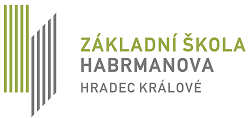 ZÁKLADNÍ ŠKOLA
HABRMANOVA
HRADEC KRÁLOVÉ